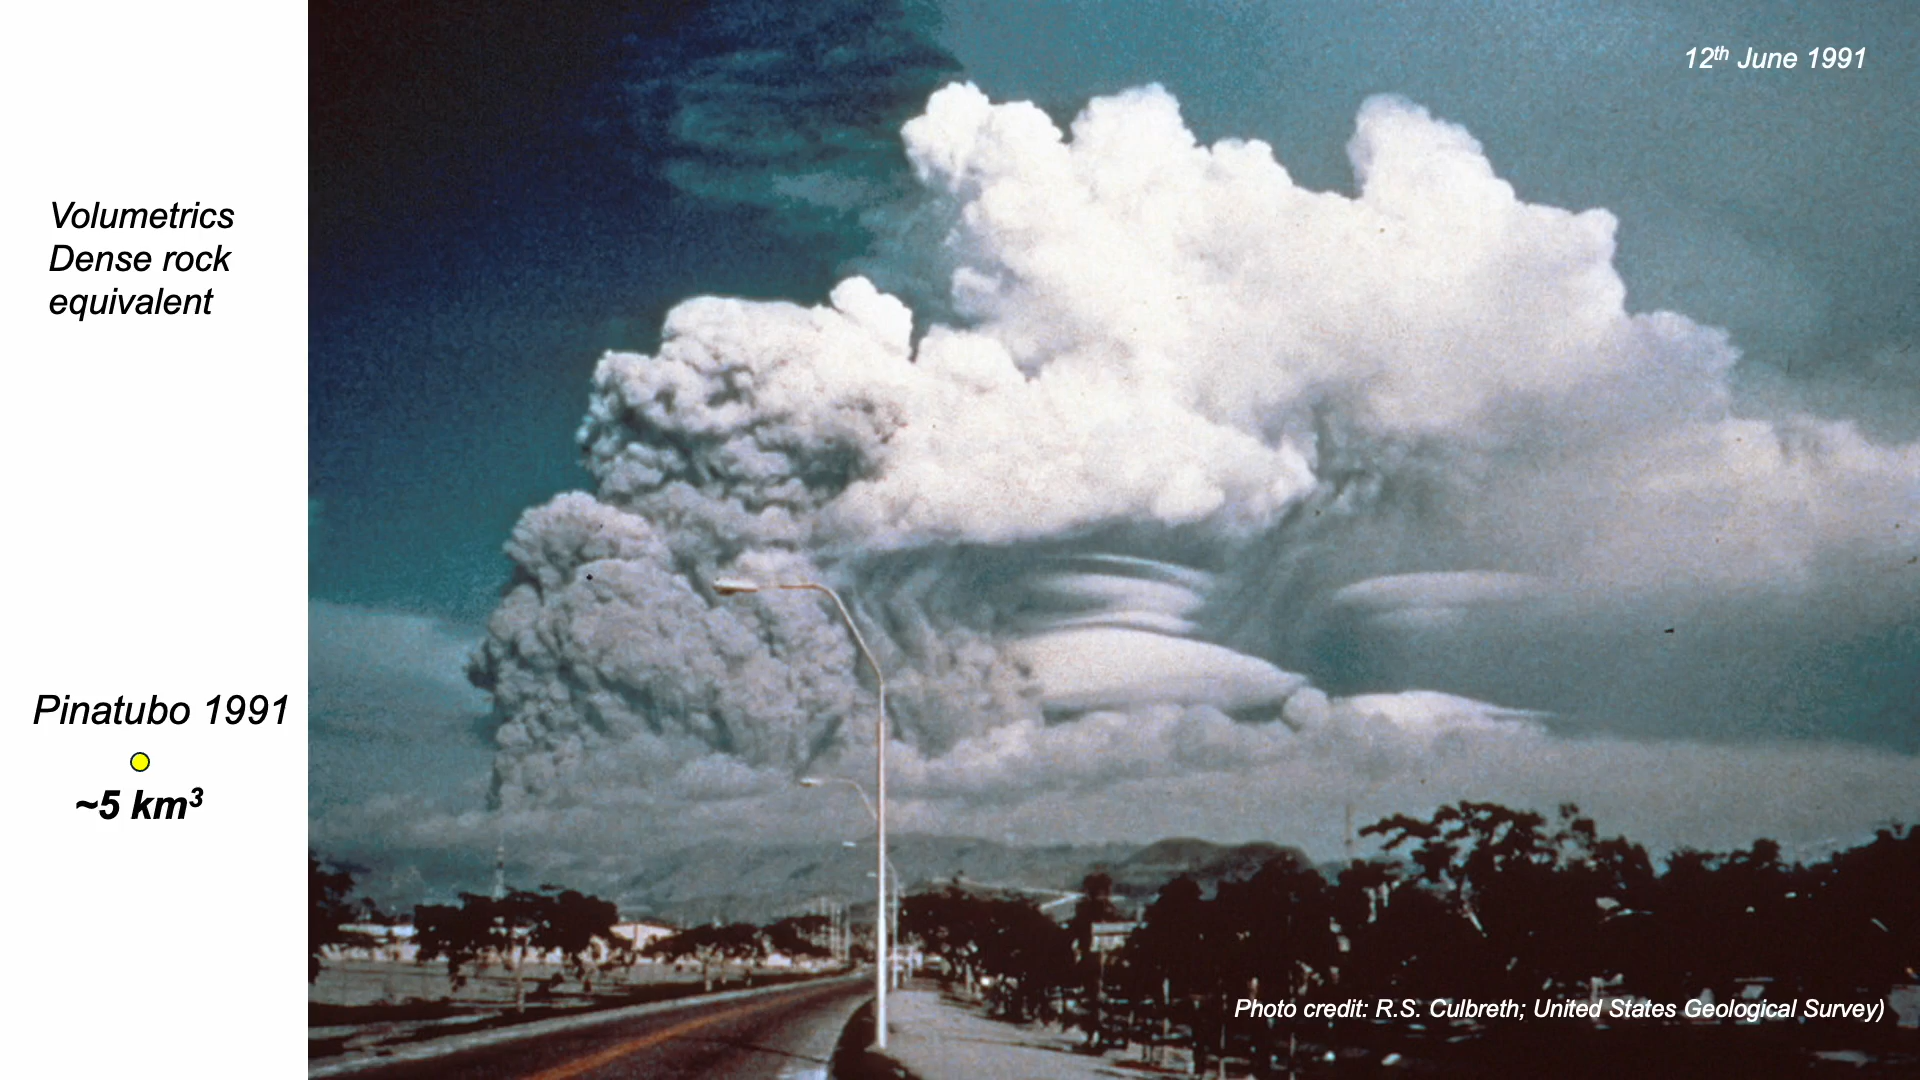 12th June 1991
Volumetrics
Dense rock
equivalent
Pinatubo 1991
~5 km³
Photo credit: R.S. Culbreth; United States Geological Survey)